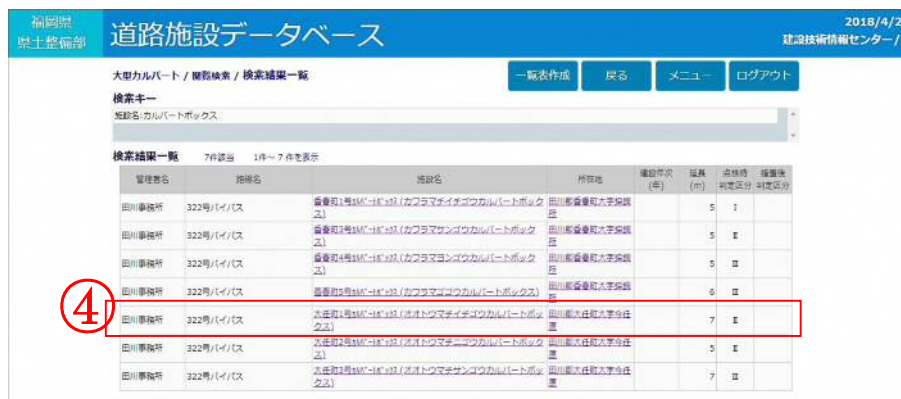 福岡県
県土整備部
道路施設データベース
2018/4/2
建設技術情報センター/
大型カルバート / 閲覧検索 / 検索結果一覧
一覧表作成 戻る メニュー ログアウト
検索キー
施設名:カルバートボックス
検索結果一覧 7件該当 1件～7件を表示
管理者名 路線名 施設名 所在地 建設年次(年) 延長(m) 点検時判定区分 措置後判定区分
田川事務所 322号バイパス 香春町1号ｶﾙﾊﾞｰﾄﾎﾞｯｸｽ(カワラマチイチゴウカルバートボックス) 田川郡香春町大字採銅所 5 I
田川事務所 322号バイパス 香春町3号ｶﾙﾊﾞｰﾄﾎﾞｯｸｽ(カワラマサンゴウカルバートボックス) 田川郡香春町大字採銅所 5 Ⅱ
田川事務所 322号バイパス 香春町4号ｶﾙﾊﾞｰﾄﾎﾞｯｸｽ(カワラマヨンゴウカルバートボックス) 田川郡香春町大字採銅所 5 Ⅱ
田川事務所 322号バイパス 香春町5号ｶﾙﾊﾞｰﾄﾎﾞｯｸｽ(カワラマゴゴウカルバートボックス) 田川郡香春町大字採銅所 6 Ⅱ
④
田川事務所 322号バイパス 大任町1号ｶﾙﾊﾞｰﾄﾎﾞｯｸｽ(オオトウマチイチゴウカルバートボックス) 田川郡大任町大字今任原 7 Ⅱ
田川事務所 322号バイパス 大任町2号ｶﾙﾊﾞｰﾄﾎﾞｯｸｽ(オオトウマチニゴウカルバートボックス) 田川郡大任町大字今任原 5 Ⅱ
田川事務所 322号バイパス 大任町3号ｶﾙﾊﾞｰﾄﾎﾞｯｸｽ(オオトウマチサンゴウカルバートボックス) 田川郡大任町大字今任原 7 Ⅱ